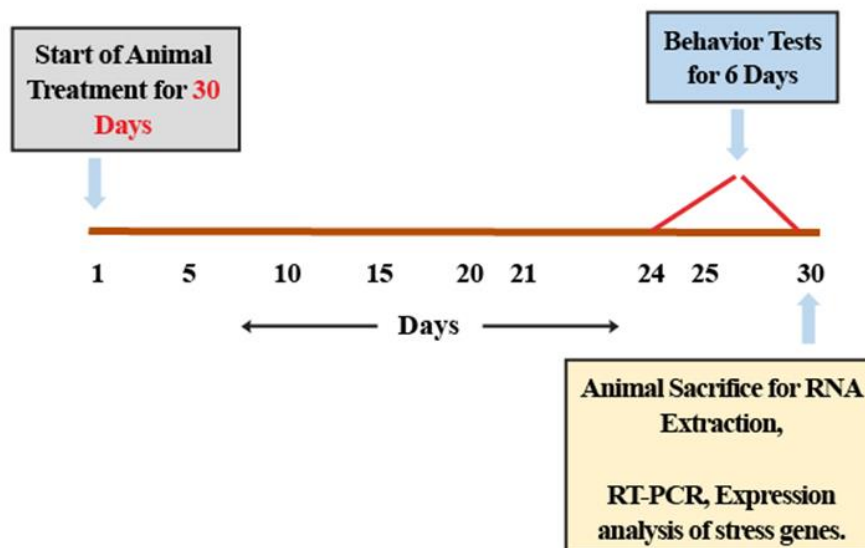 Start of Animal
Treatment for 30
Days
Behavior Tests
for 6 Days
1 5 10 15 20 21 24 25 30
Days
Animal Sacrifice for RNA
Extraction,
RT-PCR, Expression
analysis of stress genes.